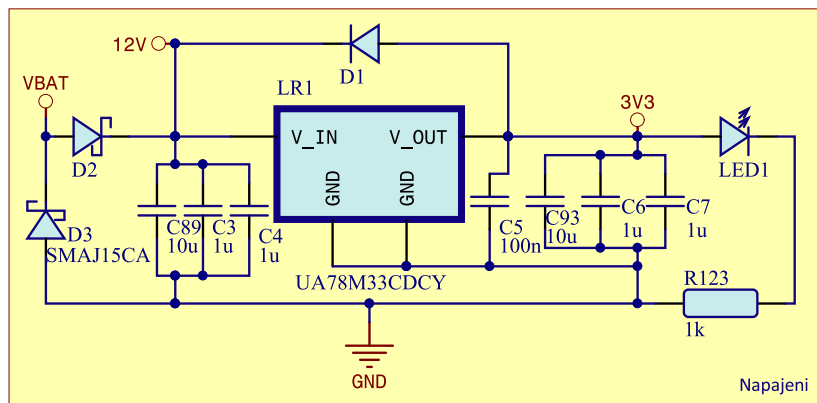 12V
D1
LR1
VBAT
3V3
V_IN
V_OUT
D2
LED1
GND
GND
D3
SMAJ15CA
C89
10u
C3
1u
C4
1u
C5
100n
C93
10u
C6
1u
C7
1u
UA78M33CDCY
R123
1k
GND
Napajeni